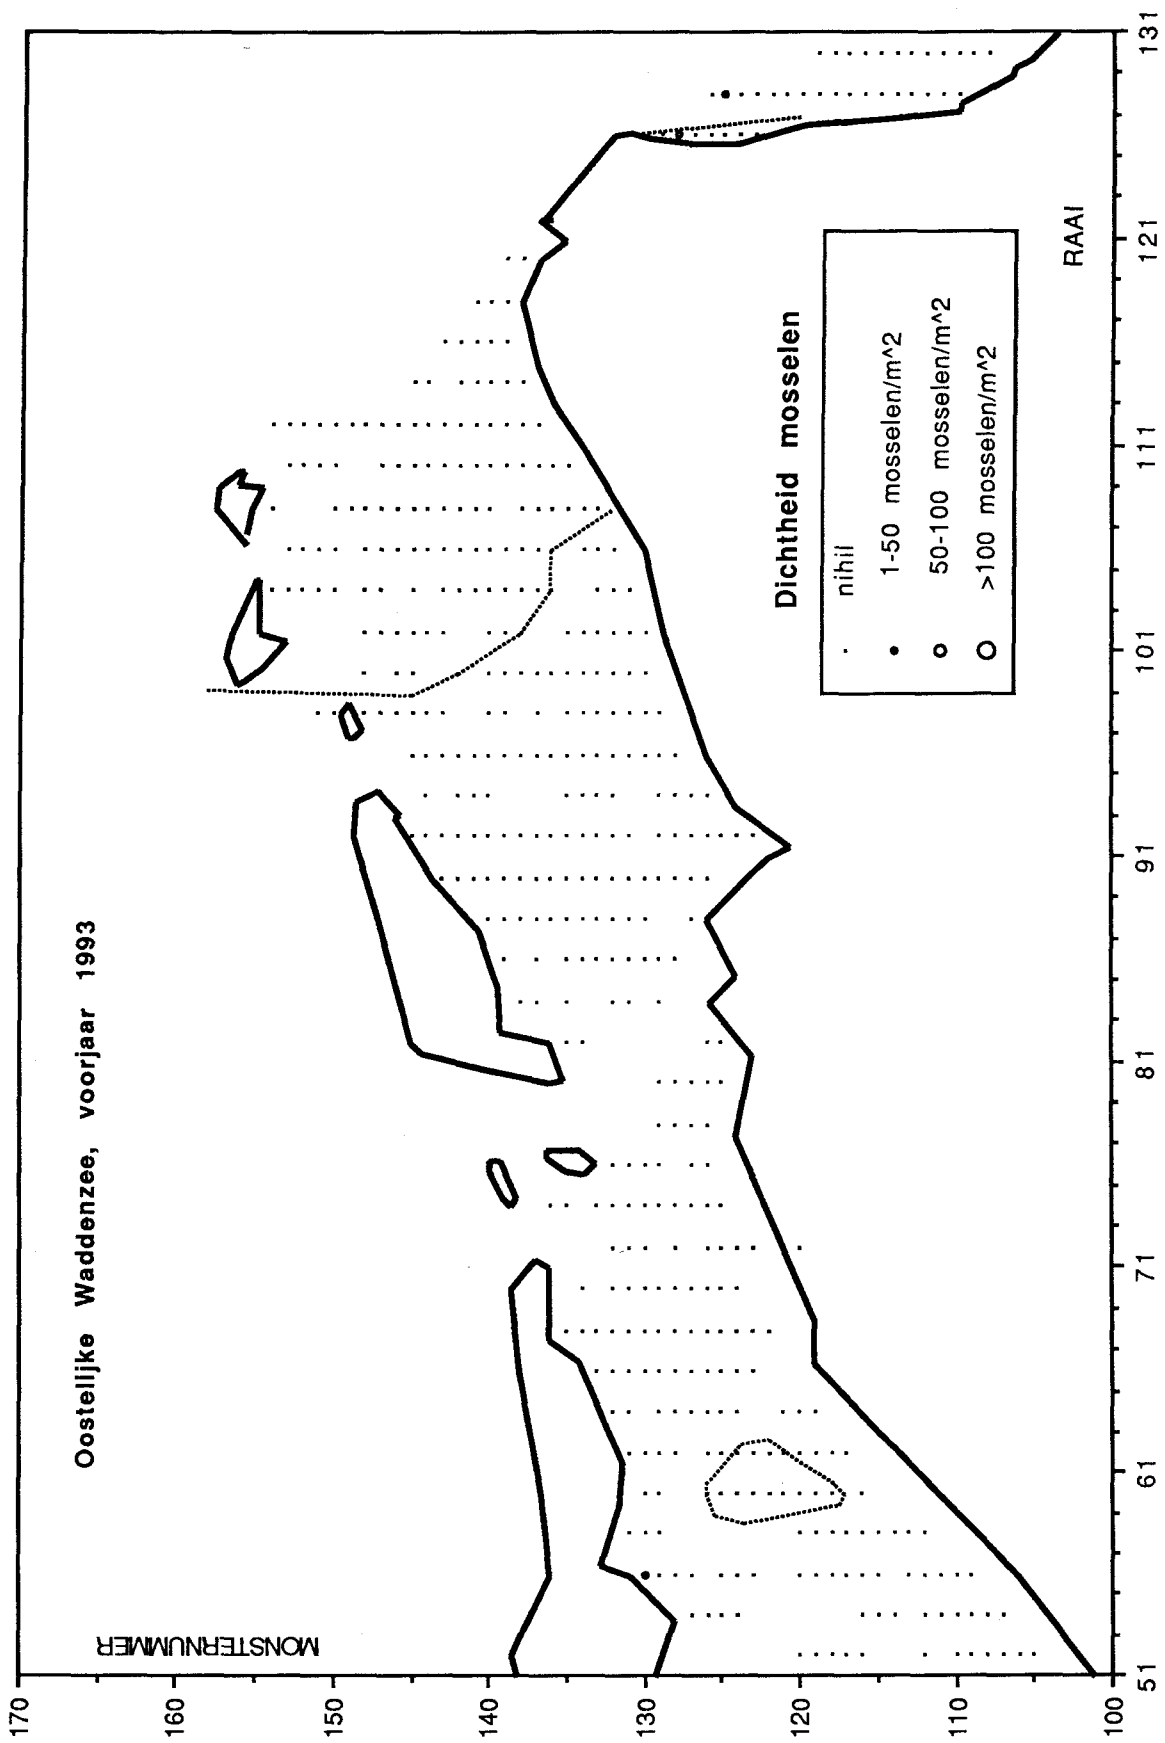 Oostelijke Waddenzee, voorjaar 1993
MONSTERNUMMER
170
160
150
140
130
120
110
100
51
61
71
81
91
101
111
121
131
RAAI
Dichtheid mosselen
nihil
1-50 mosselen/m^2
50-100 mosselen/m^2
>100 mosselen/m^2